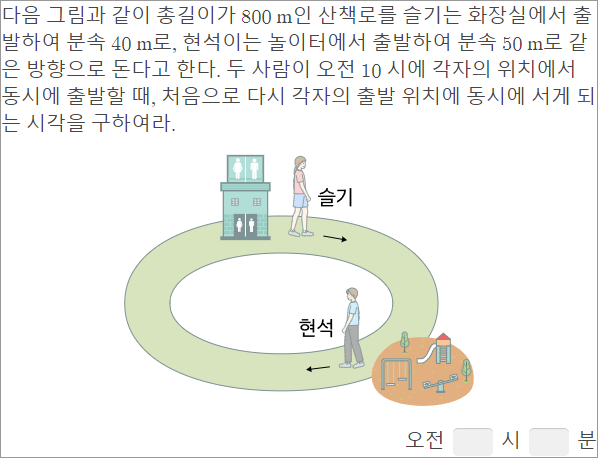 다음 그림과 같이 총길이가 800 m인 산책로를 슬기는 화장실에서 출
발하여 분속 40 m로, 현석이는 놀이터에서 출발하여 분속 50 m로 같
은 방향으로 돈다고 한다. 두 사람이 오전 10 시에 각자의 위치에서
동시에 출발할 때, 처음으로 다시 각자의 출발 위치에 동시에 서게 되
는 시각을 구하여라.
슬기
현석
오전 시 분